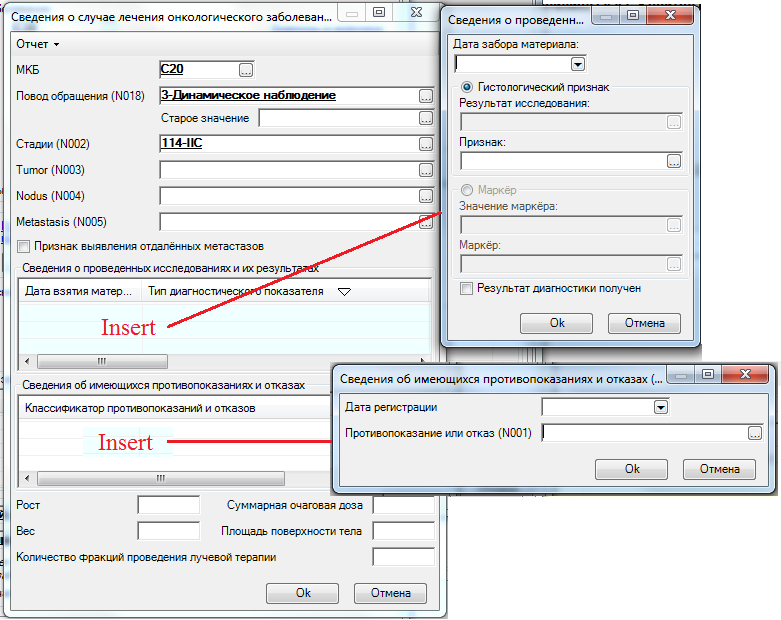 Сведения о случае лечения онкологического заболеван...
Отчет
МКБ
C20
Повод обращения (N018)
3-Динамическое наблюдение
Старое значение
Стадии (N002)
114-IIC
Tumor (N003)
Nodus (N004)
Metastasis (N005)
Признак выявления отдалённых метастазов
Сведения о проведенных исследованиях и их результатах
Дата взятия матер...
Тип диагностического показателя
Insert
Сведения об имеющихся противопоказаниях и отказах
Классификатор противопоказаний и отказов
Insert
Рост
Суммарная очаговая доза
Вес
Площадь поверхности тела
Количество фракций проведения лучевой терапии
Ok
Отмена
Сведения о проведенн...
Дата забора материала:
Гистологический признак
Результат исследования:
Признак:
Маркёр
Значение маркёра:
Маркёр:
Результат диагностики получен
Ok
Отмена
Сведения об имеющихся противопоказаниях и отказах (...
Дата регистрации
Противопоказание или отказ (N001)
Ok
Отмена